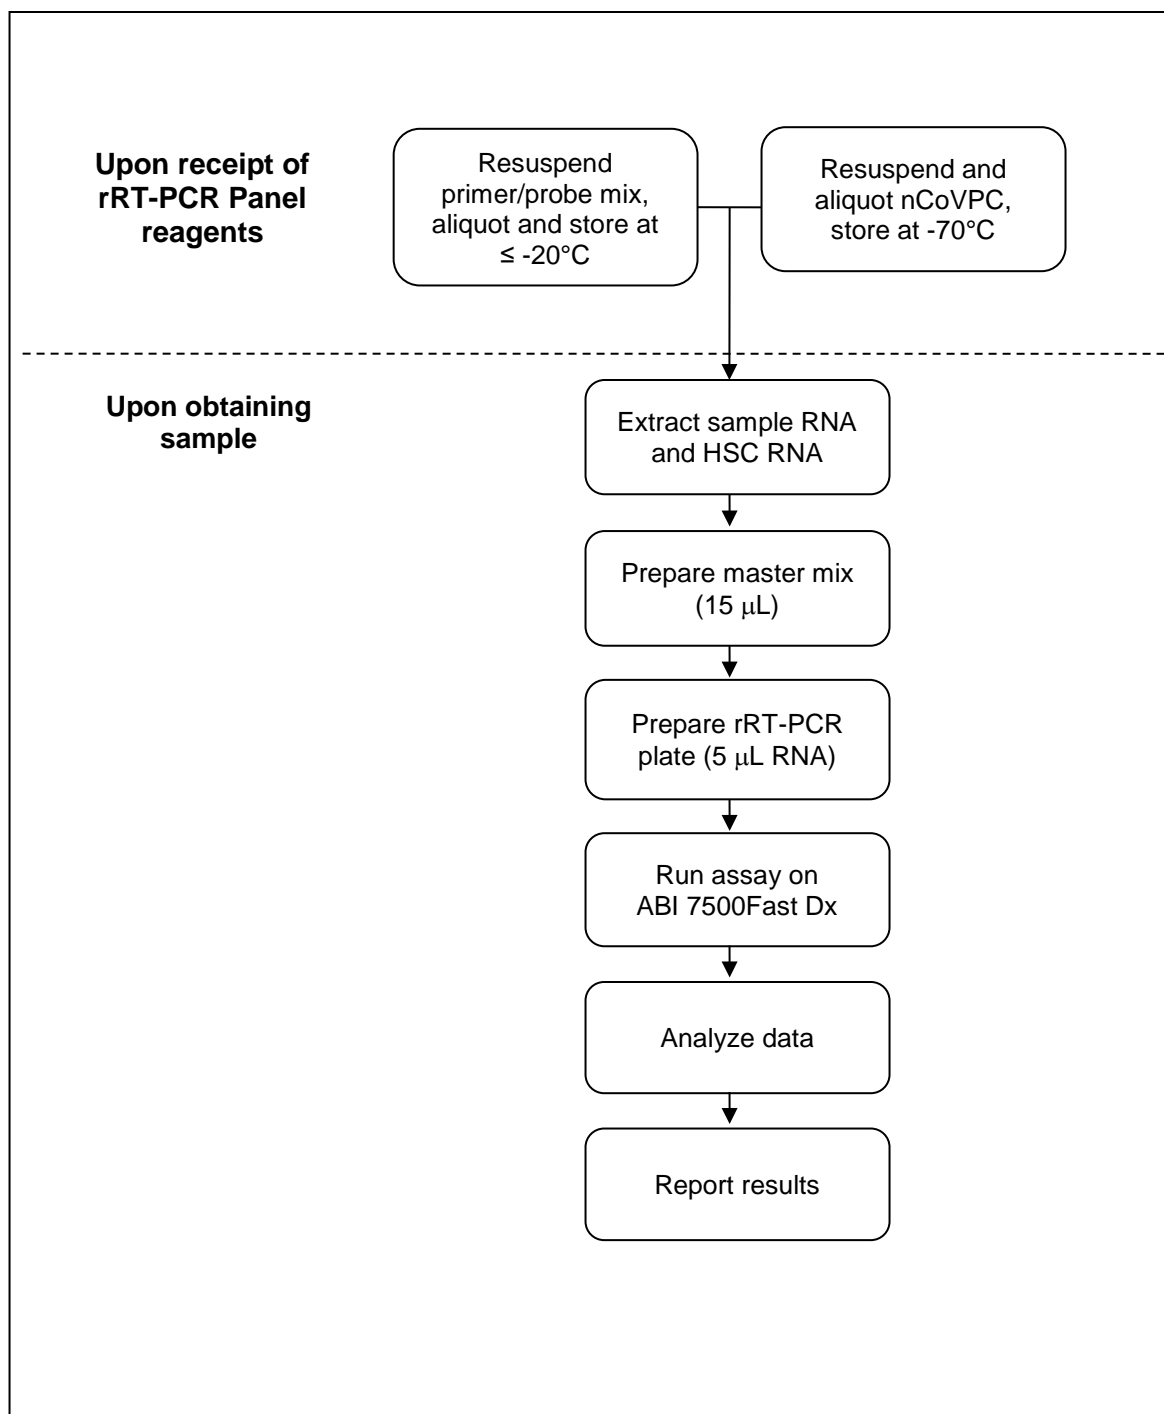 Upon receipt of
rRT-PCR Panel
reagents
Resuspend
primer/probe mix,
aliquot and store at
≤ -20°C
Resuspend and
aliquot nCoVPC,
store at -70°C
Upon obtaining
sample
Extract sample RNA
and HSC RNA
Prepare master mix
(15 μL)
Prepare rRT-PCR
plate (5 μL RNA)
Run assay on
ABI 7500Fast Dx
Analyze data
Report results